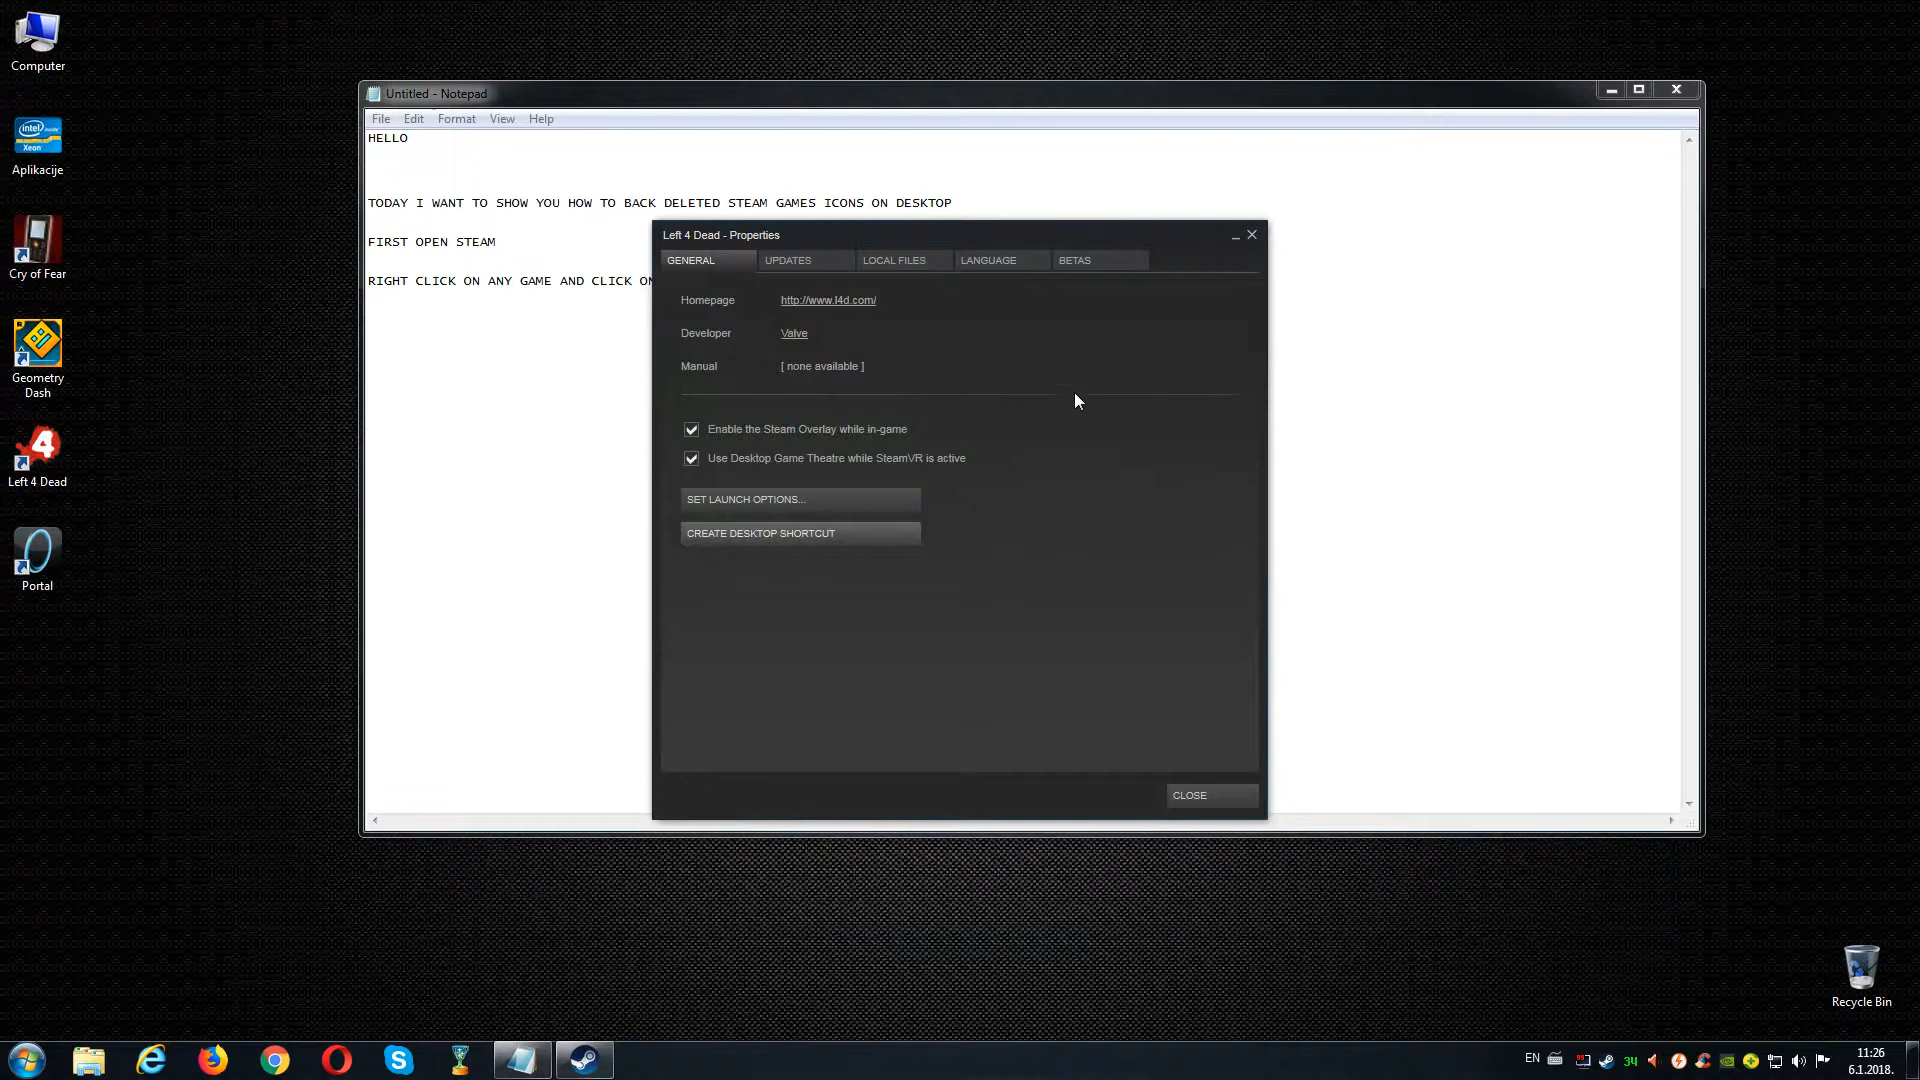 Computer
Aplikacije
Cry of Fear
Geometry
Dash
Left 4 Dead
Portal
Untitled - Notepad
File Edit Format View Help
HELLO
TODAY I WANT TO SHOW YOU HOW TO BACK DELETED STEAM GAMES ICONS ON DESKTOP
FIRST OPEN STEAM
RIGHT CLICK ON ANY GAME AND CLICK ON
Left 4 Dead - Properties
GENERAL UPDATES LOCAL FILES LANGUAGE BETAS
Homepage http://www.l4d.com/
Developer Valve
Manual [ none available ]
Enable the Steam Overlay while in-game
Use Desktop Game Theatre while SteamVR is active
SET LAUNCH OPTIONS...
CREATE DESKTOP SHORTCUT
CLOSE
Recycle Bin
EN 34 11:26
6.1.2018.